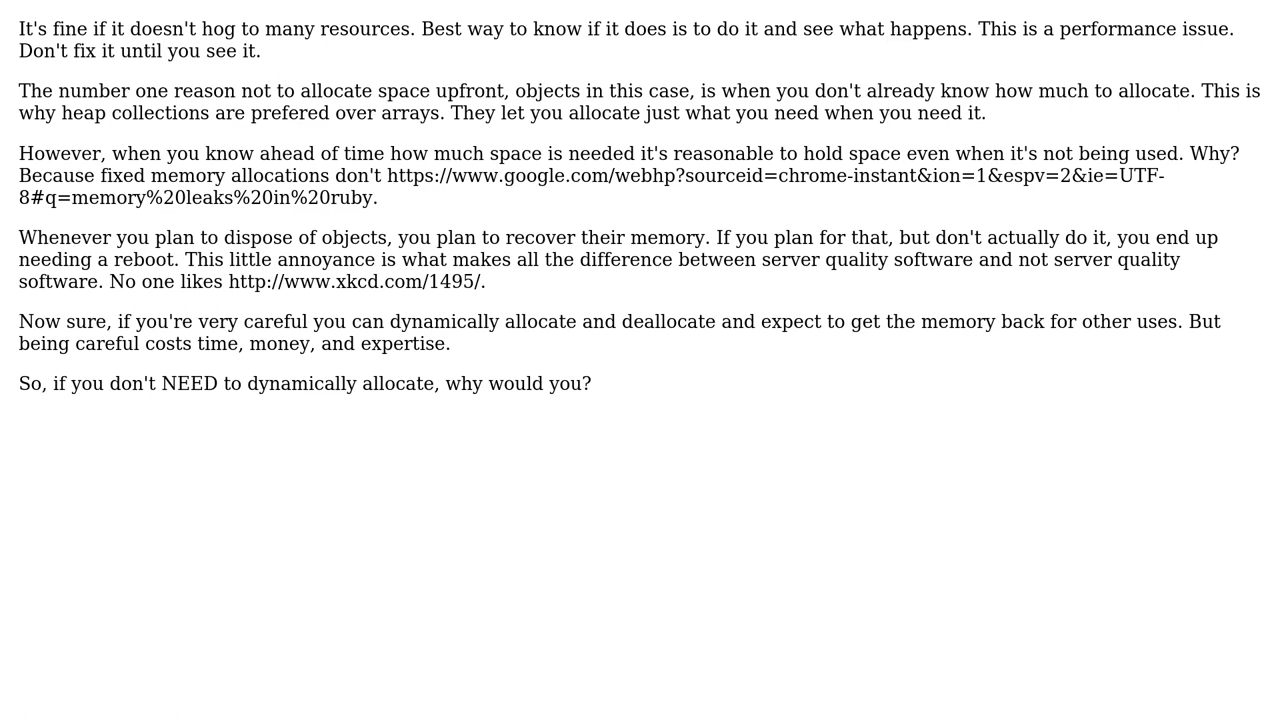 It's fine if it doesn't hog to many resources. Best way to know if it does is to do it and see what happens. This is a performance issue.
Don't fix it until you see it.
The number one reason not to allocate space upfront, objects in this case, is when you don't already know how much to allocate. This is
why heap collections are prefered over arrays. They let you allocate just what you need when you need it.
However, when you know ahead of time how much space is needed it's reasonable to hold space even when it's not being used. Why?
Because fixed memory allocations don't https://www.google.com/webhp?sourceid=chrome-instant&ion=1&espv=2&ie=UTF-
8#q=memory%20leaks%20in%20ruby.
Whenever you plan to dispose of objects, you plan to recover their memory. If you plan for that, but don't actually do it, you end up
needing a reboot. This little annoyance is what makes all the difference between server quality software and not server quality
software. No one likes http://www.xkcd.com/1495/.
Now sure, if you're very careful you can dynamically allocate and deallocate and expect to get the memory back for other uses. But
being careful costs time, money, and expertise.
So, if you don't NEED to dynamically allocate, why would you?